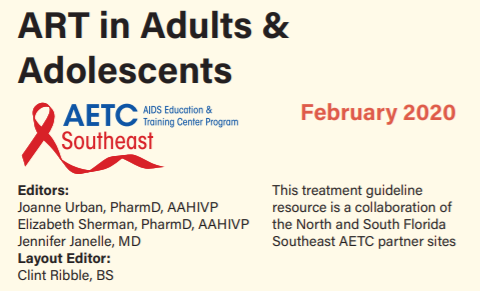 ART in Adults &
Adolescents
AETC AIDS Education &
Training Center Program
Southeast
February 2020
Editors:
Joanne Urban, PharmD, AAHIVP
Elizabeth Sherman, PharmD, AAHIVP
Jennifer Janelle, MD
Layout Editor:
Clint Ribble, BS
This treatment guideline
resource is a collaboration of
the North and South Florida
Southeast AETC partner sites